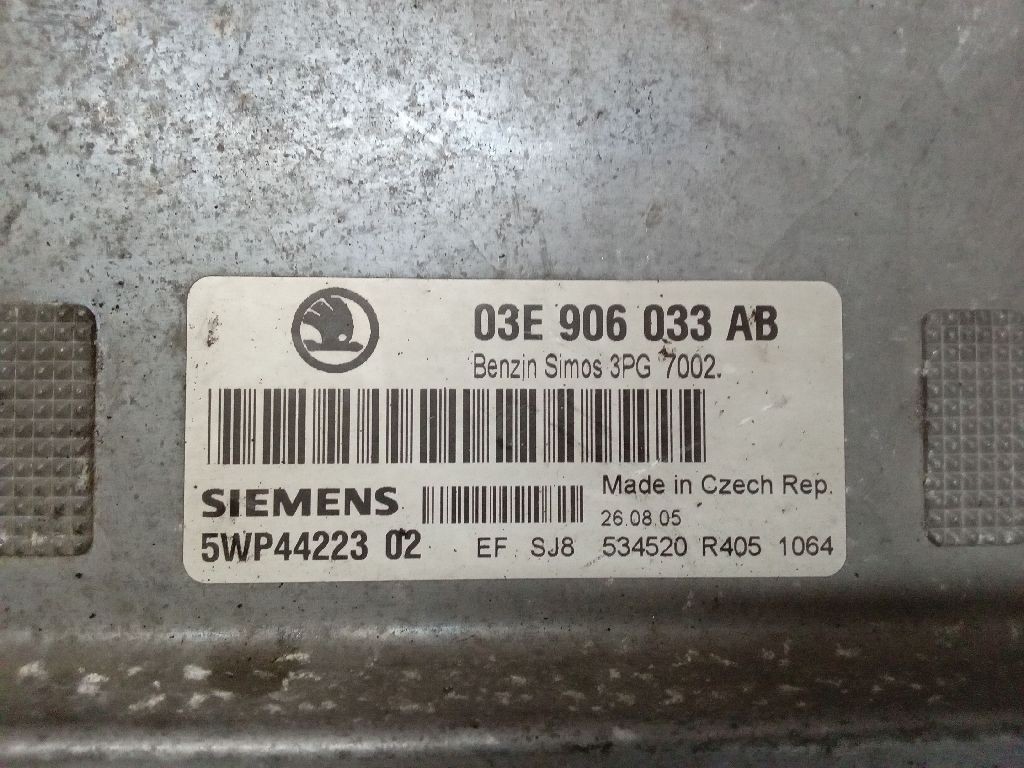 03E 906 033 AB
Benzin Simos 3PG 7002.
SIEMENS
Made in Czech Rep.
26.08.05
5WP44223 02 EF SJ8 534520 R405 1064